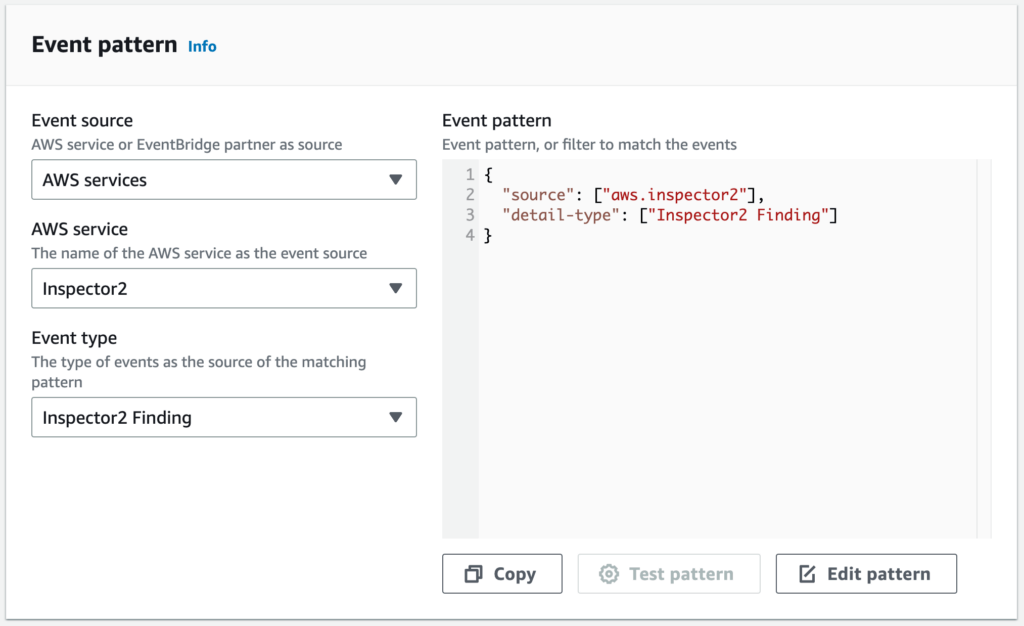 Event pattern Info
Event source
AWS service or EventBridge partner as source
AWS services
AWS service
The name of the AWS service as the event source
Inspector2
Event type
The type of events as the source of the matching
pattern
Inspector2 Finding
Event pattern
Event pattern, or filter to match the events
1 {
2   "source": ["aws.inspector2"],
3   "detail-type": ["Inspector2 Finding"]
4 }
Copy
Test pattern
Edit pattern